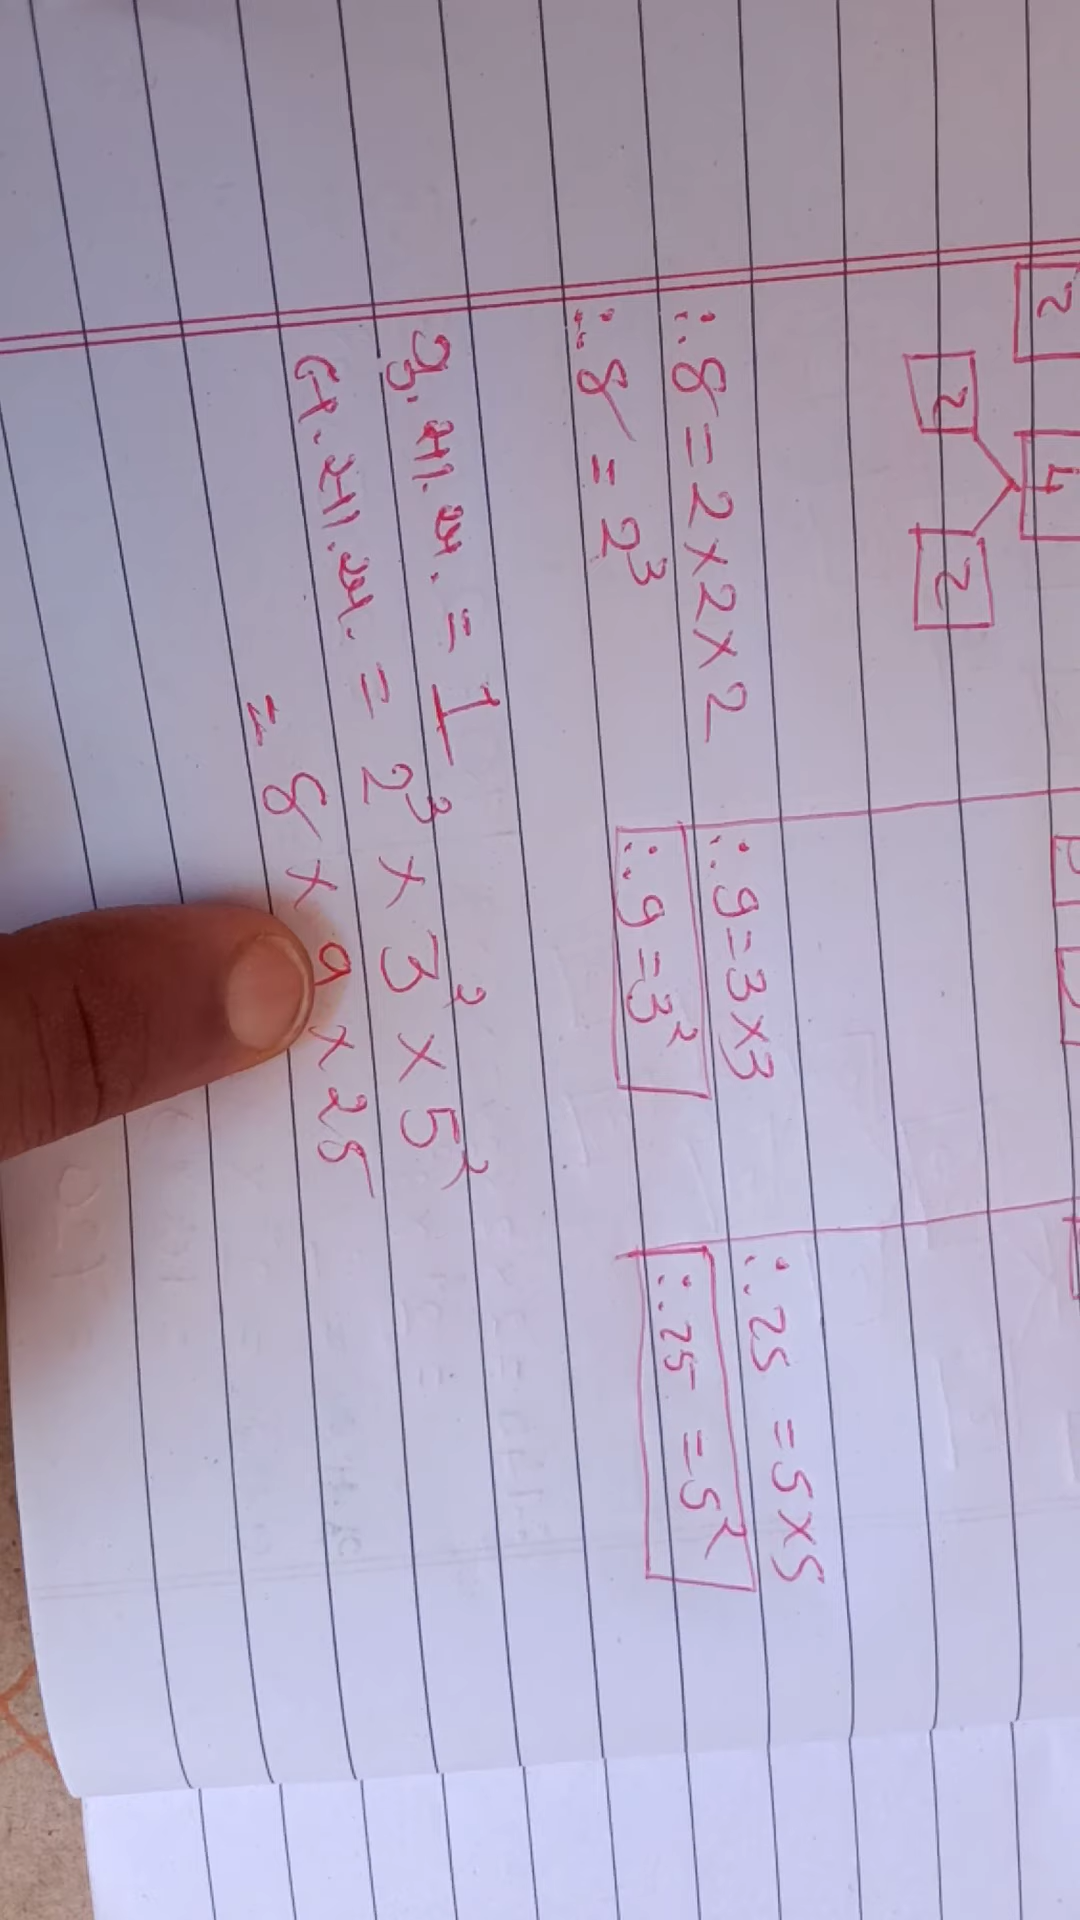 2 4
2 2
∴ 8 = 2 × 2 × 2 ∴ 9 = 3 × 3 ∴ 25 = 5 × 5
∴ 8 = 2³ ∴ 9 = 3² ∴ 25 = 5²
ગુ. સા. અ. = 1
લ. સા. અ. = 2³ × 3² × 5²
= 8 × 9 × 25